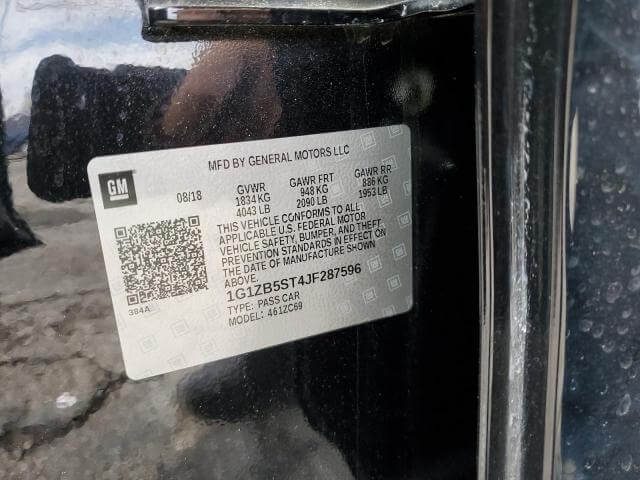 MFD BY GENERAL MOTORS LLC
GM
08/18 GVWR GAWR FRT GAWR RR
1834 KG 948 KG 886 KG
4043 LB 2090 LB 1953 LB
THIS VEHICLE CONFORMS TO ALL
APPLICABLE U.S. FEDERAL MOTOR
VEHICLE SAFETY, BUMPER, AND THEFT
PREVENTION STANDARDS IN EFFECT ON
THE DATE OF MANUFACTURE SHOWN
ABOVE.
1G1ZB5ST4JF287596
TYPE: PASS CAR
MODEL: 461ZC69
384A